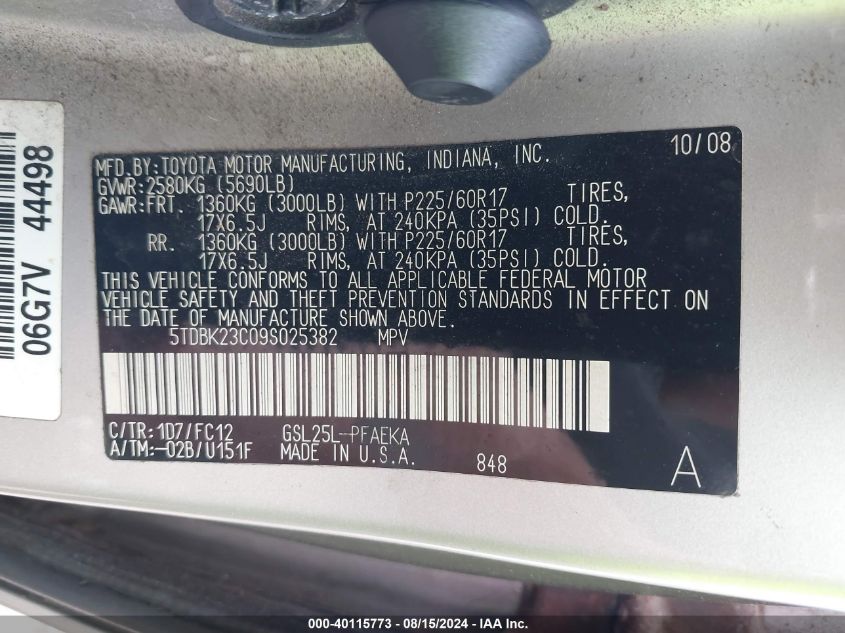 06G7V 44498
MFD.BY:TOYOTA MOTOR MANUFACTURING, INDIANA, INC. 10/08
GVWR:2580KG (5690LB)
GAWR:FRT. 1360KG (3000LB) WITH P225/60R17 TIRES,
17X6.5J RIMS, AT 240KPA (35PSI) COLD.
RR. 1360KG (3000LB) WITH P225/60R17 TIRES,
17X6.5J RIMS, AT 240KPA (35PSI) COLD.
THIS VEHICLE CONFORMS TO ALL APPLICABLE FEDERAL MOTOR
VEHICLE SAFETY AND THEFT PREVENTION STANDARDS IN EFFECT ON
THE DATE OF MANUFACTURE SHOWN ABOVE.
5TDBK23C09S025382 MPV
C/TR:1D7/FC12 GSL25L-PFAEKA
A/TM:-02B/U151F MADE IN U.S.A. 848 A
000-40115773 - 08/15/2024 - IAA Inc.